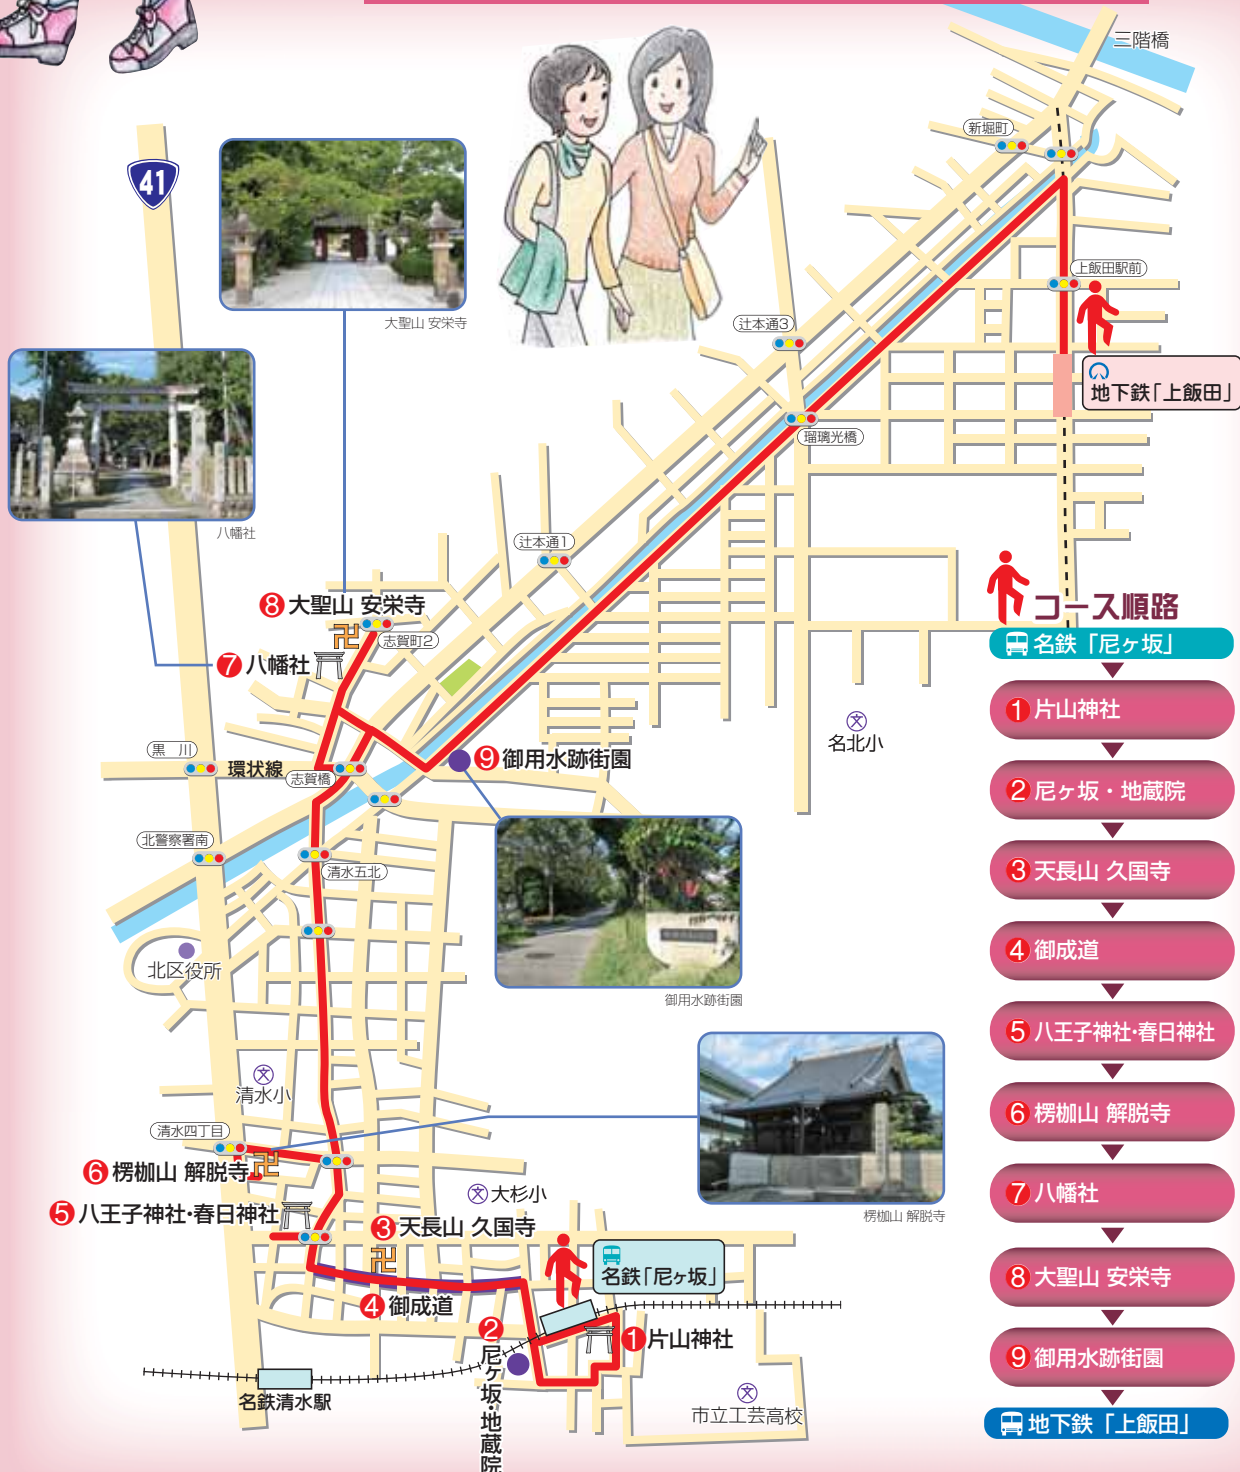 三階橋
新堀町
41
大聖山 安栄寺
上飯田駅前
辻本通3
地下鉄「上飯田」
瑠璃光橋
八幡社
辻本通1
8 大聖山 安栄寺
志賀町2
7 八幡社
黒 川
環状線
志賀橋
9 御用水跡街園
名北小
北警察署南
清水五北
北区役所
御用水跡街園
清水小
清水四丁目
6 楞枷山 解脱寺
大杉小
楞枷山 解脱寺
5 八王子神社・春日神社
3 天長山 久国寺
名鉄「尼ヶ坂」
4 御成道
1 片山神社
2 尼ヶ坂・地蔵院
名鉄清水駅
市立工芸高校
コース順路
名鉄「尼ヶ坂」
1 片山神社
2 尼ヶ坂・地蔵院
3 天長山 久国寺
4 御成道
5 八王子神社・春日神社
6 楞枷山 解脱寺
7 八幡社
8 大聖山 安栄寺
9 御用水跡街園
地下鉄「上飯田」